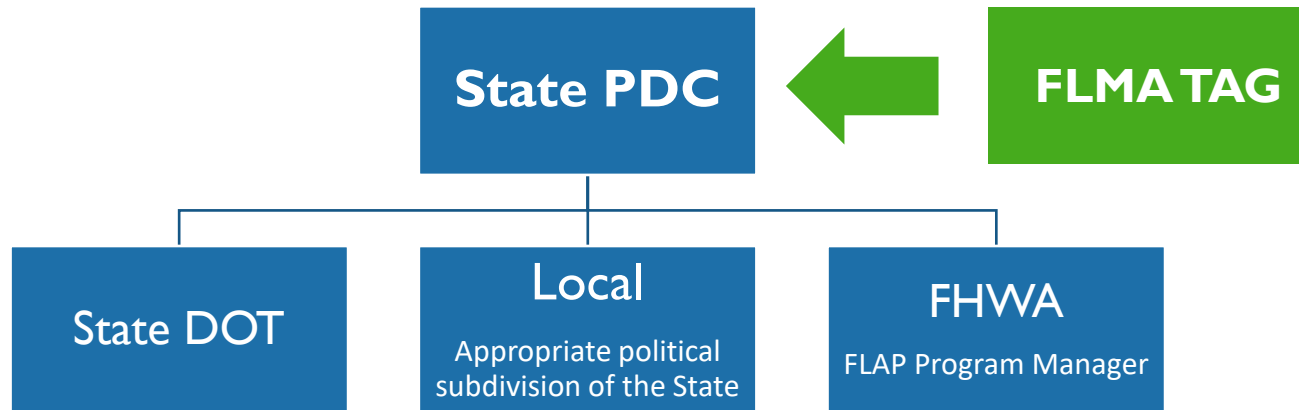 State PDC
FLMA TAG
State DOT
Local
Appropriate political
subdivision of the State
FHWA
FLAP Program Manager